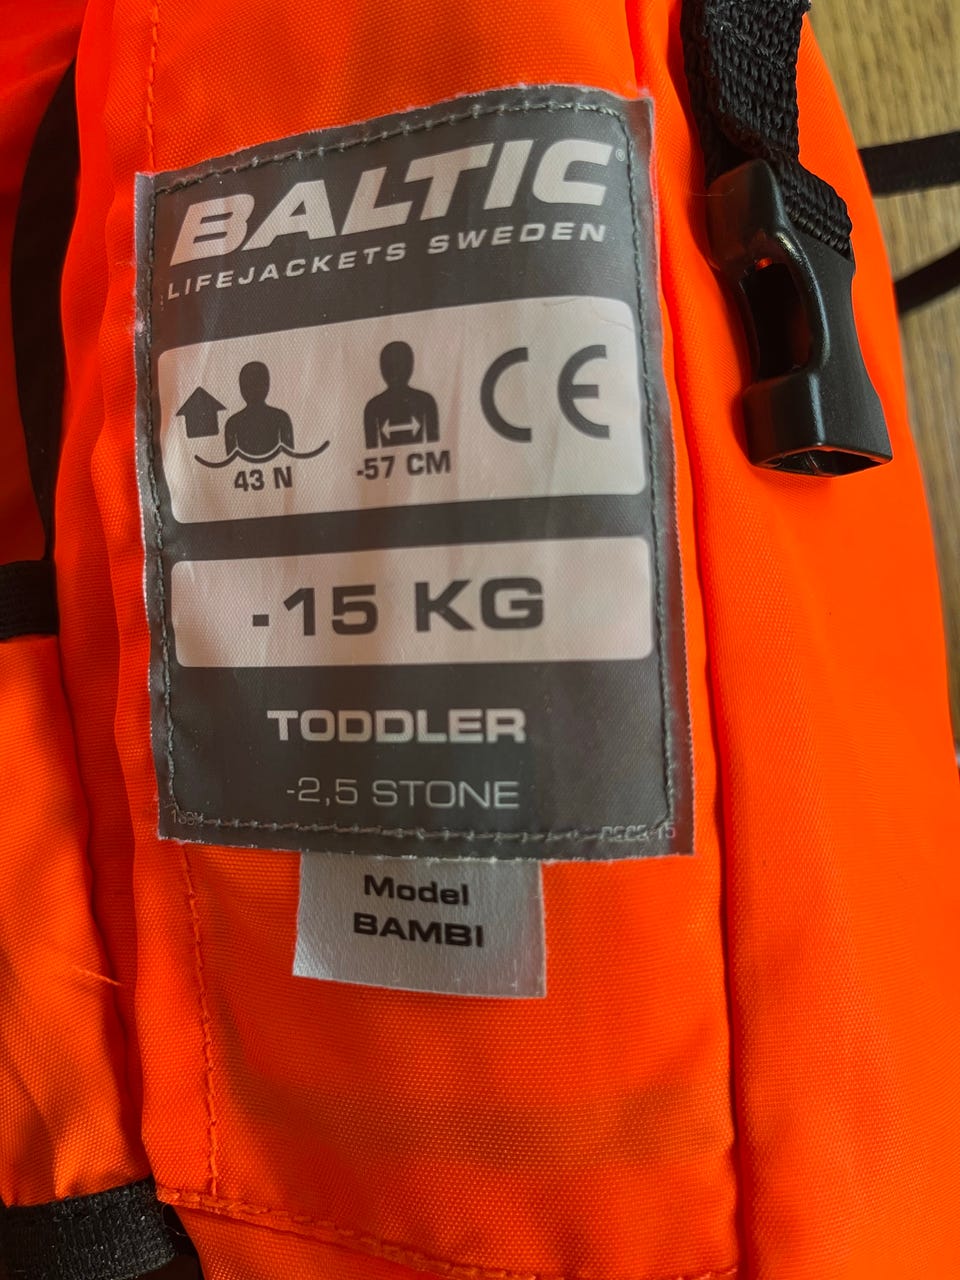 BALTIC®
LIFEJACKETS SWEDEN
43 N
-57 CM
CE
-15 KG
TODDLER
-2,5 STONE
Model
BAMBI